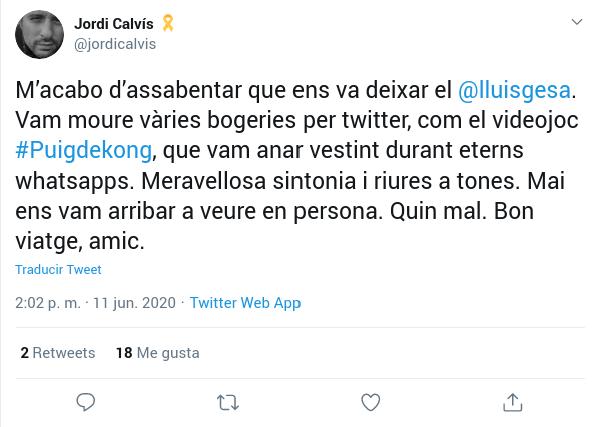 Jordi Calvís 🎗
@jordicalvis
M’acabo d’assabentar que ens va deixar el @lluisgesa.
Vam moure vàries bogeries per twitter, com el videojoc
#Puigdekong, que vam anar vestint durant eterns
whatsapps. Meravellosa sintonia i riures a tones. Mai
ens vam arribar a veure en persona. Quin mal. Bon
viatge, amic.
Traducir Tweet
2:02 p. m. · 11 jun. 2020 · Twitter Web App
2 Retweets 18 Me gusta